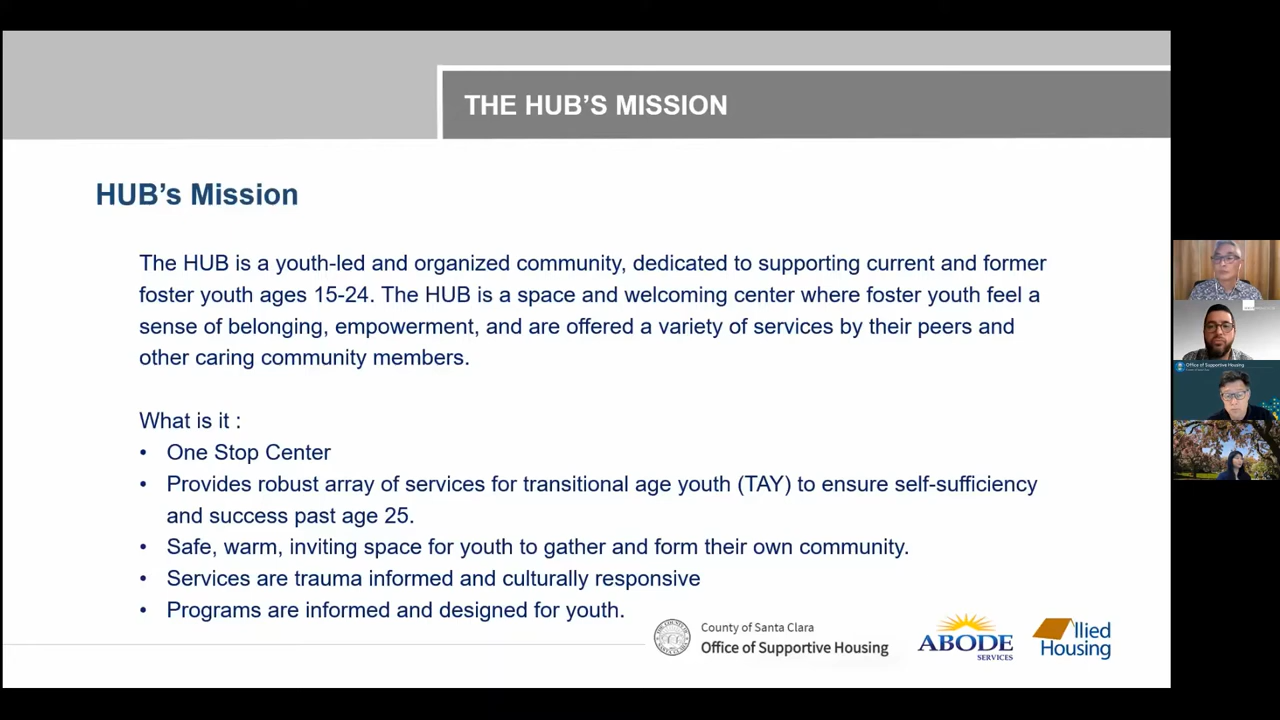 THE HUB'S MISSION
HUB's Mission
The HUB is a youth-led and organized community, dedicated to supporting current and former
foster youth ages 15-24. The HUB is a space and welcoming center where foster youth feel a
sense of belonging, empowerment, and are offered a variety of services by their peers and
other caring community members.
What is it :
• One Stop Center
• Provides robust array of services for transitional age youth (TAY) to ensure self-sufficiency
and success past age 25.
• Safe, warm, inviting space for youth to gather and form their own community.
• Services are trauma informed and culturally responsive
• Programs are informed and designed for youth.
County of Santa Clara
Office of Supportive Housing
ABODE
SERVICES
llied
Housing
Office of Supportive Housing